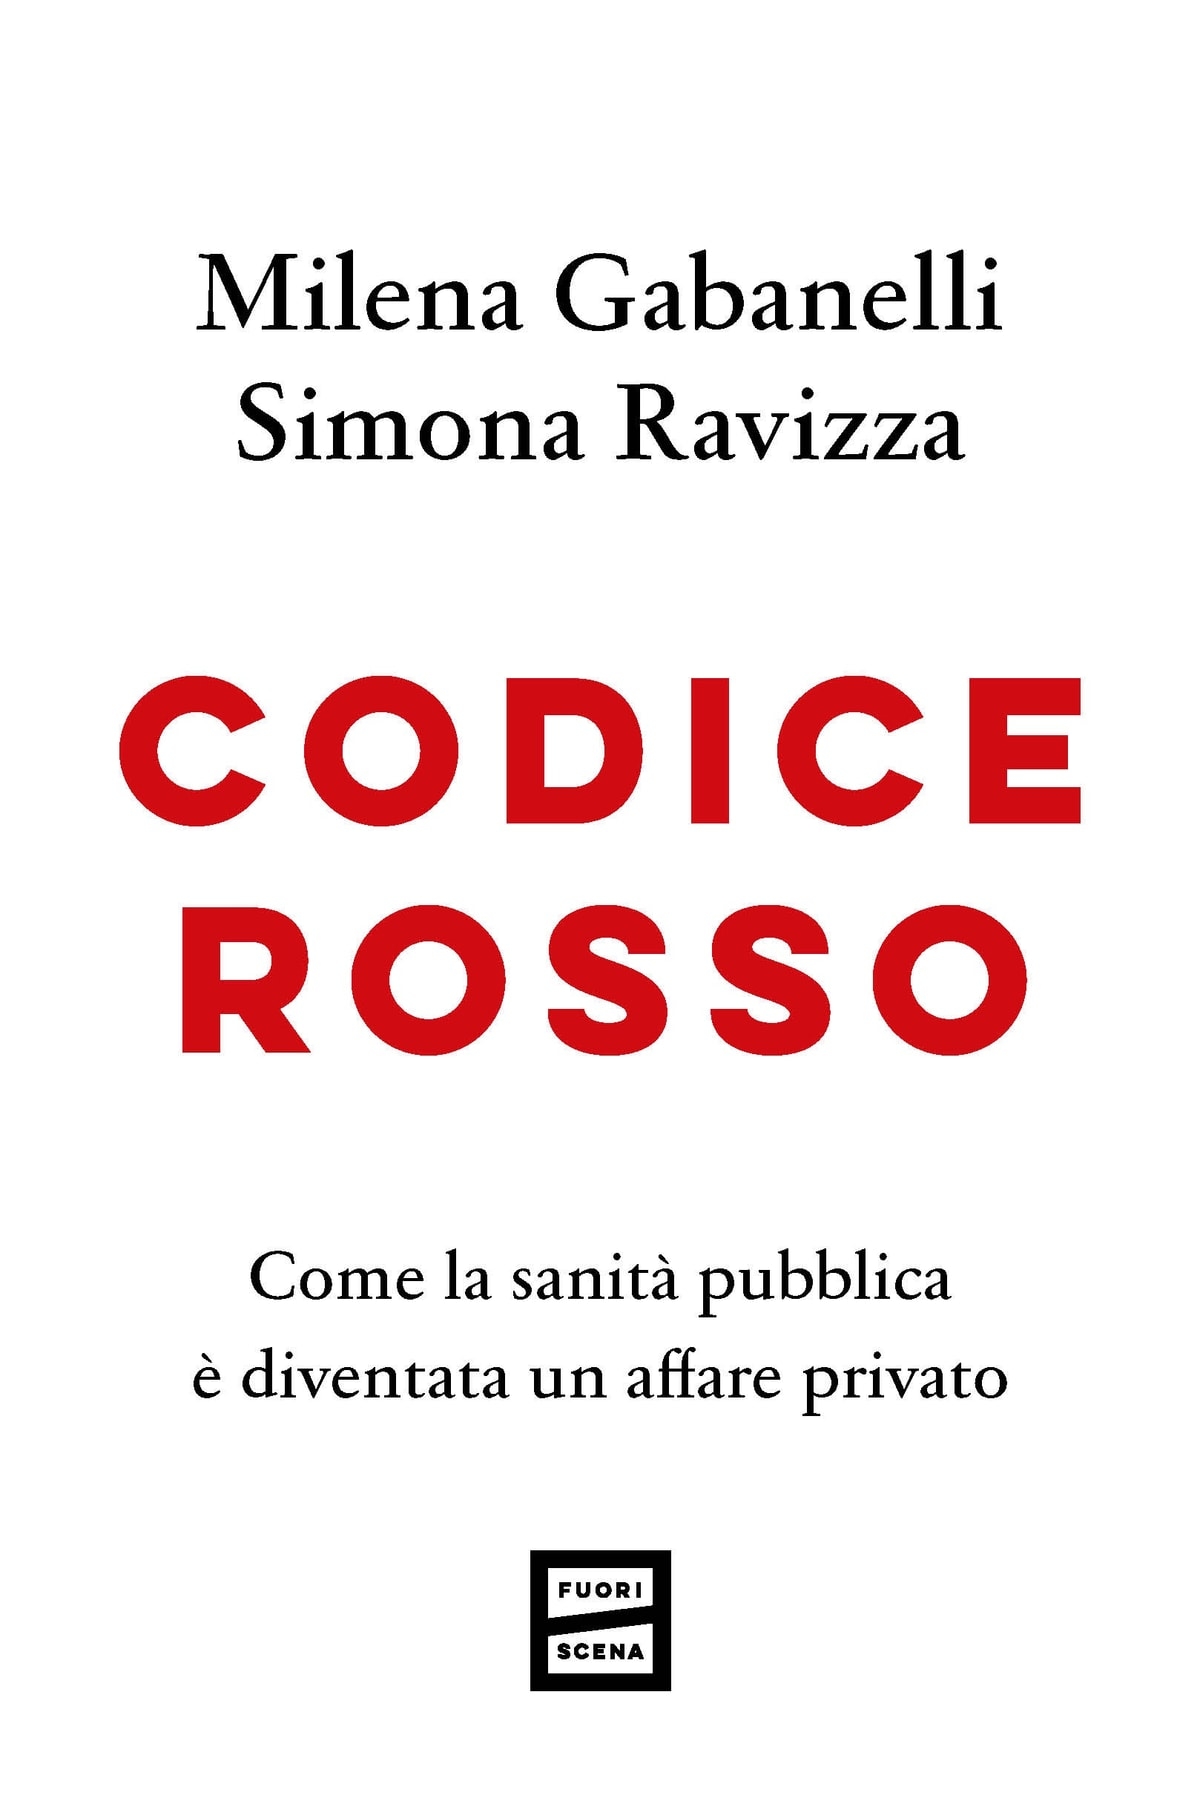 Milena Gabanelli
Simona Ravizza
CODICE
ROSSO
Come la sanità pubblica
è diventata un affare privato
FUORI
SCENA